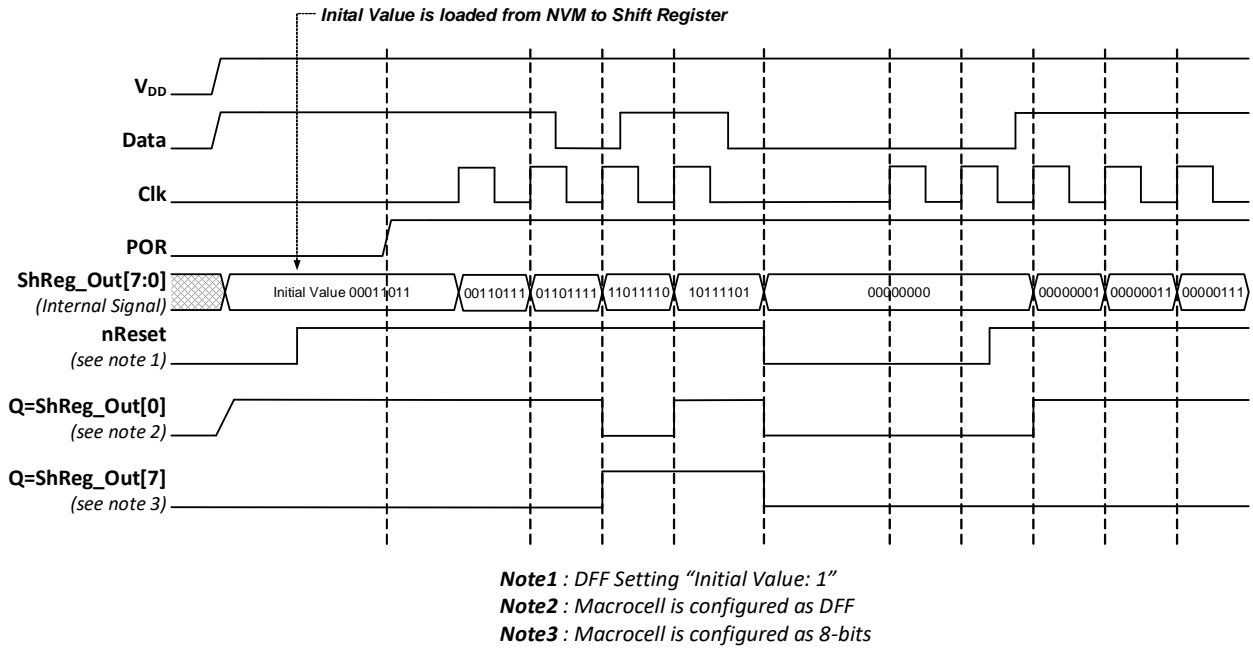 Inital Value is loaded from NVM to Shift Register
VDD
Data
Clk
POR
ShReg_Out[7:0]
(Internal Signal)
Initial Value 00011011
00110111
01101111
11011110
10111101
00000000
00000001
00000011
00000111
nReset
(see note 1)
Q=ShReg_Out[0]
(see note 2)
Q=ShReg_Out[7]
(see note 3)
Note1 : DFF Setting “Initial Value: 1”
Note2 : Macrocell is configured as DFF
Note3 : Macrocell is configured as 8-bits